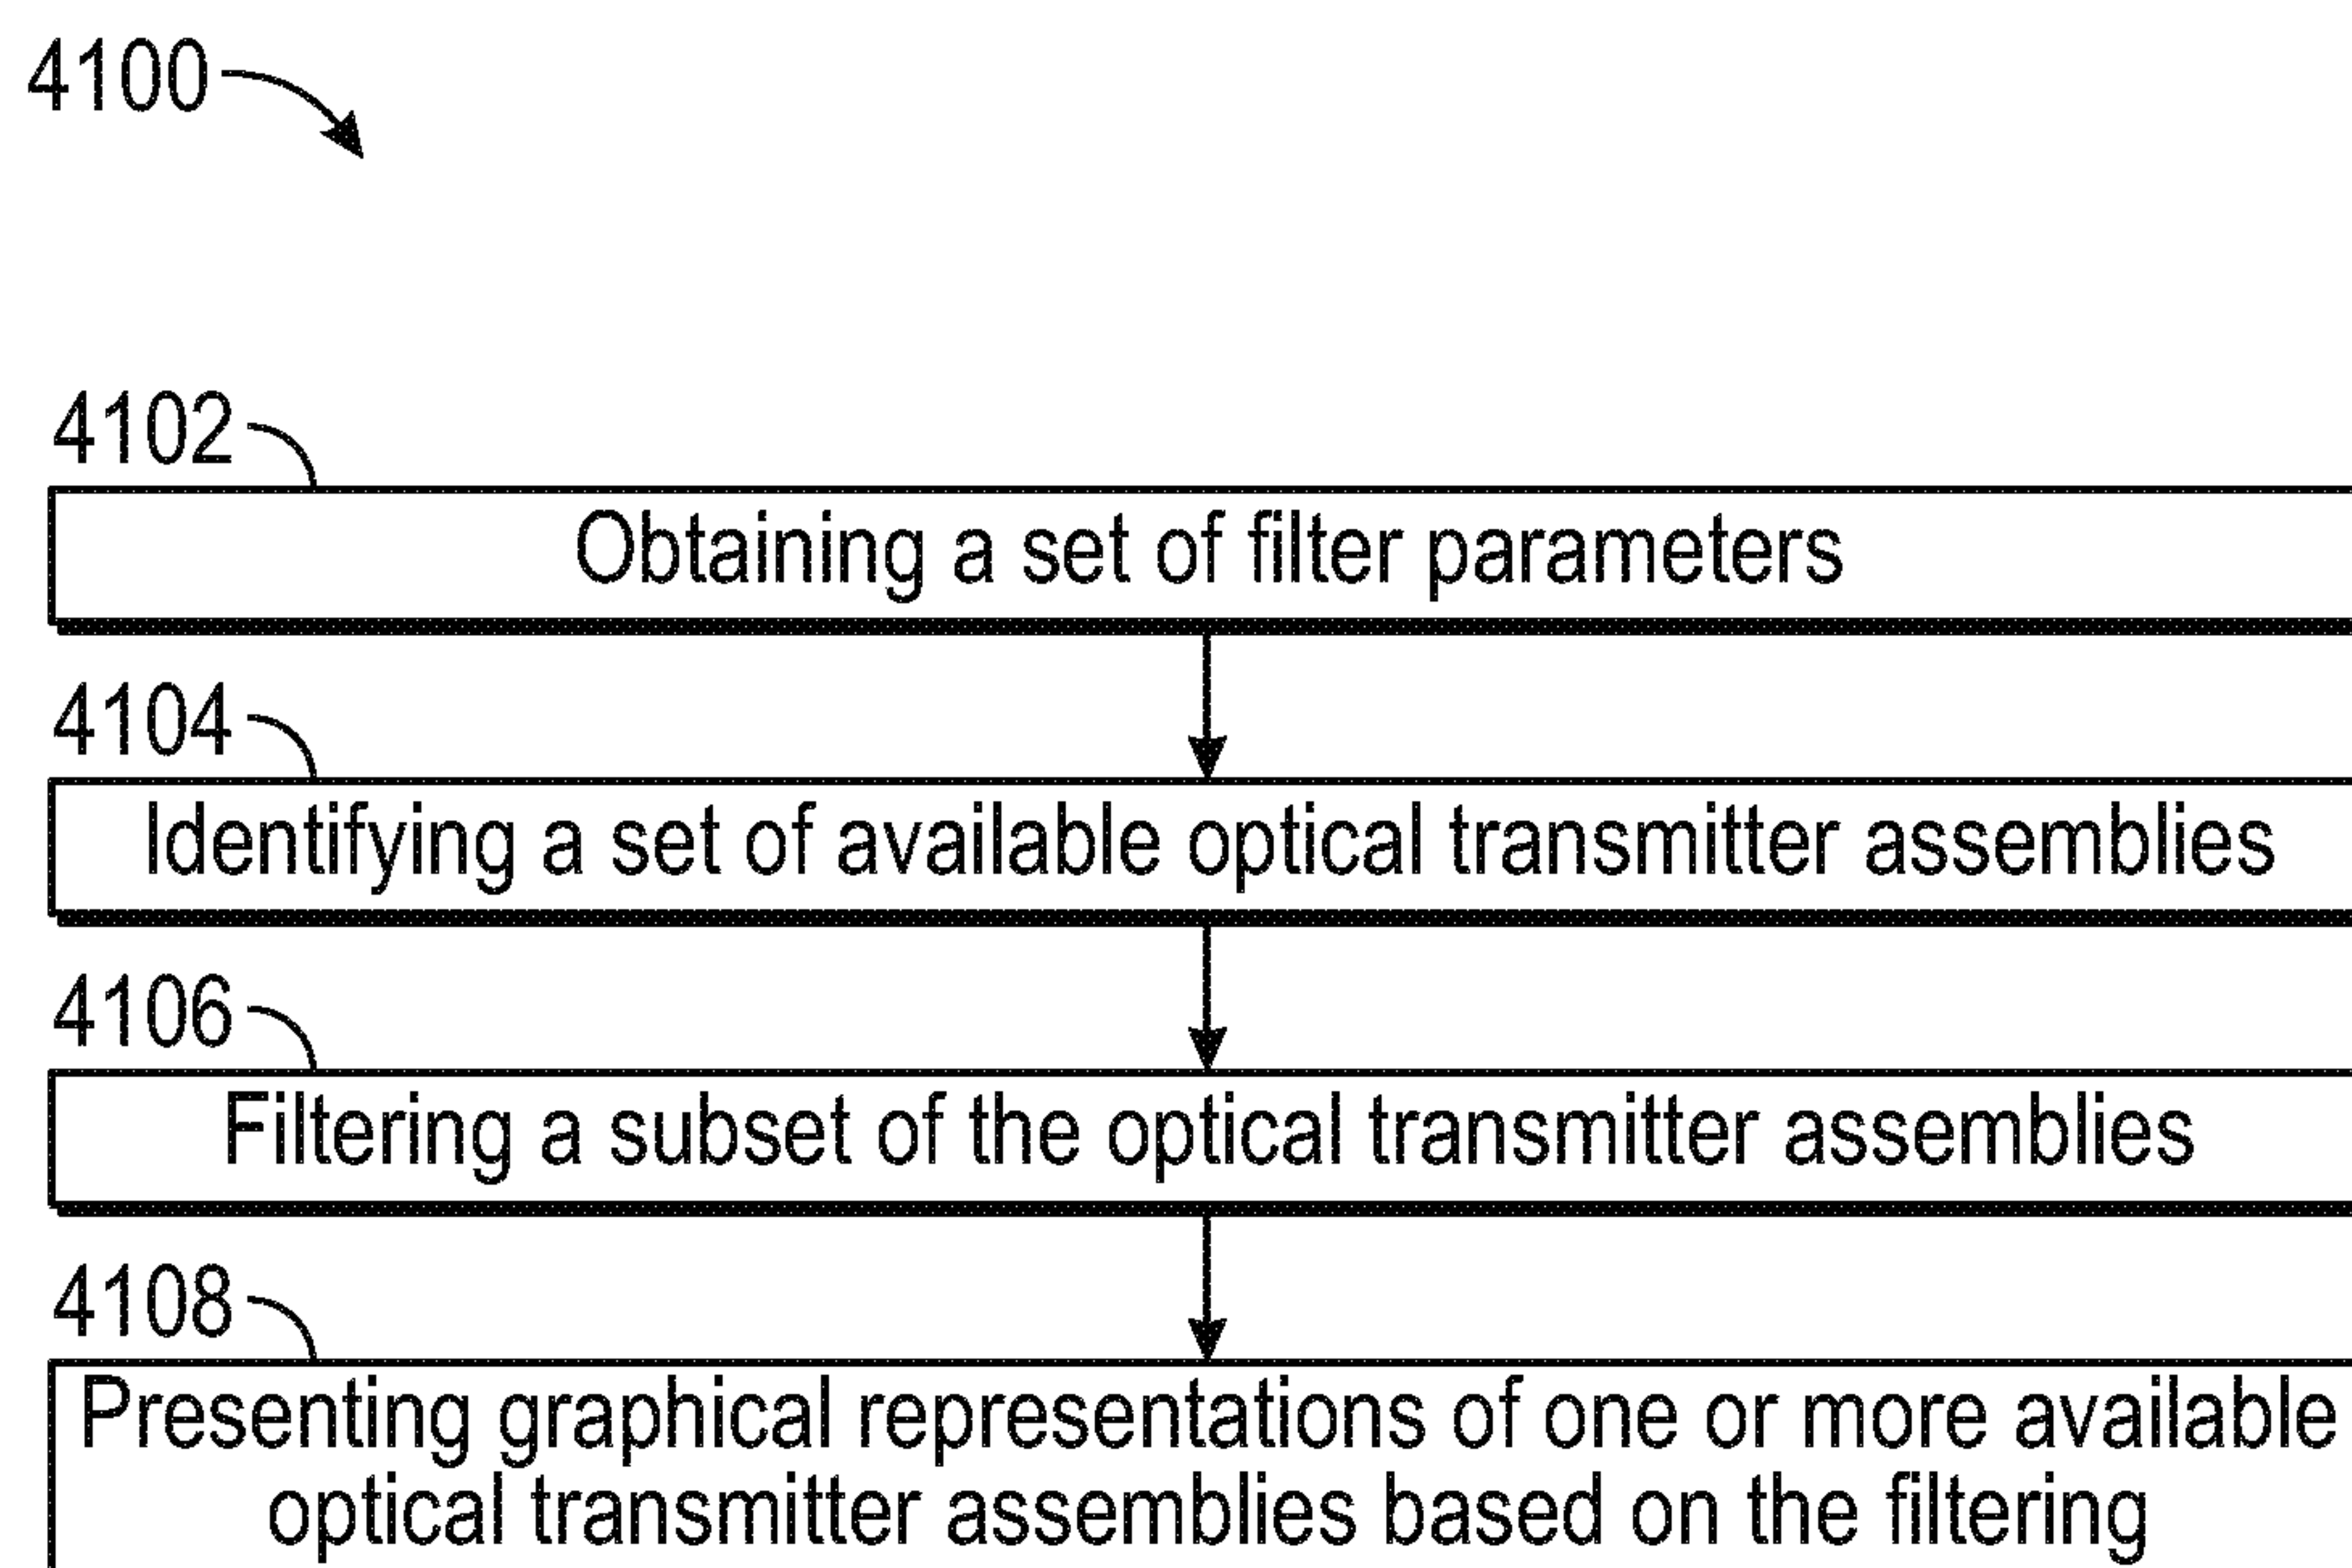 4100
4102
Obtaining a set of filter parameters
4104
Identifying a set of available optical transmitter assemblies
4106
Filtering a subset of the optical transmitter assemblies
4108
Presenting graphical representations of one or more available
optical transmitter assemblies based on the filtering